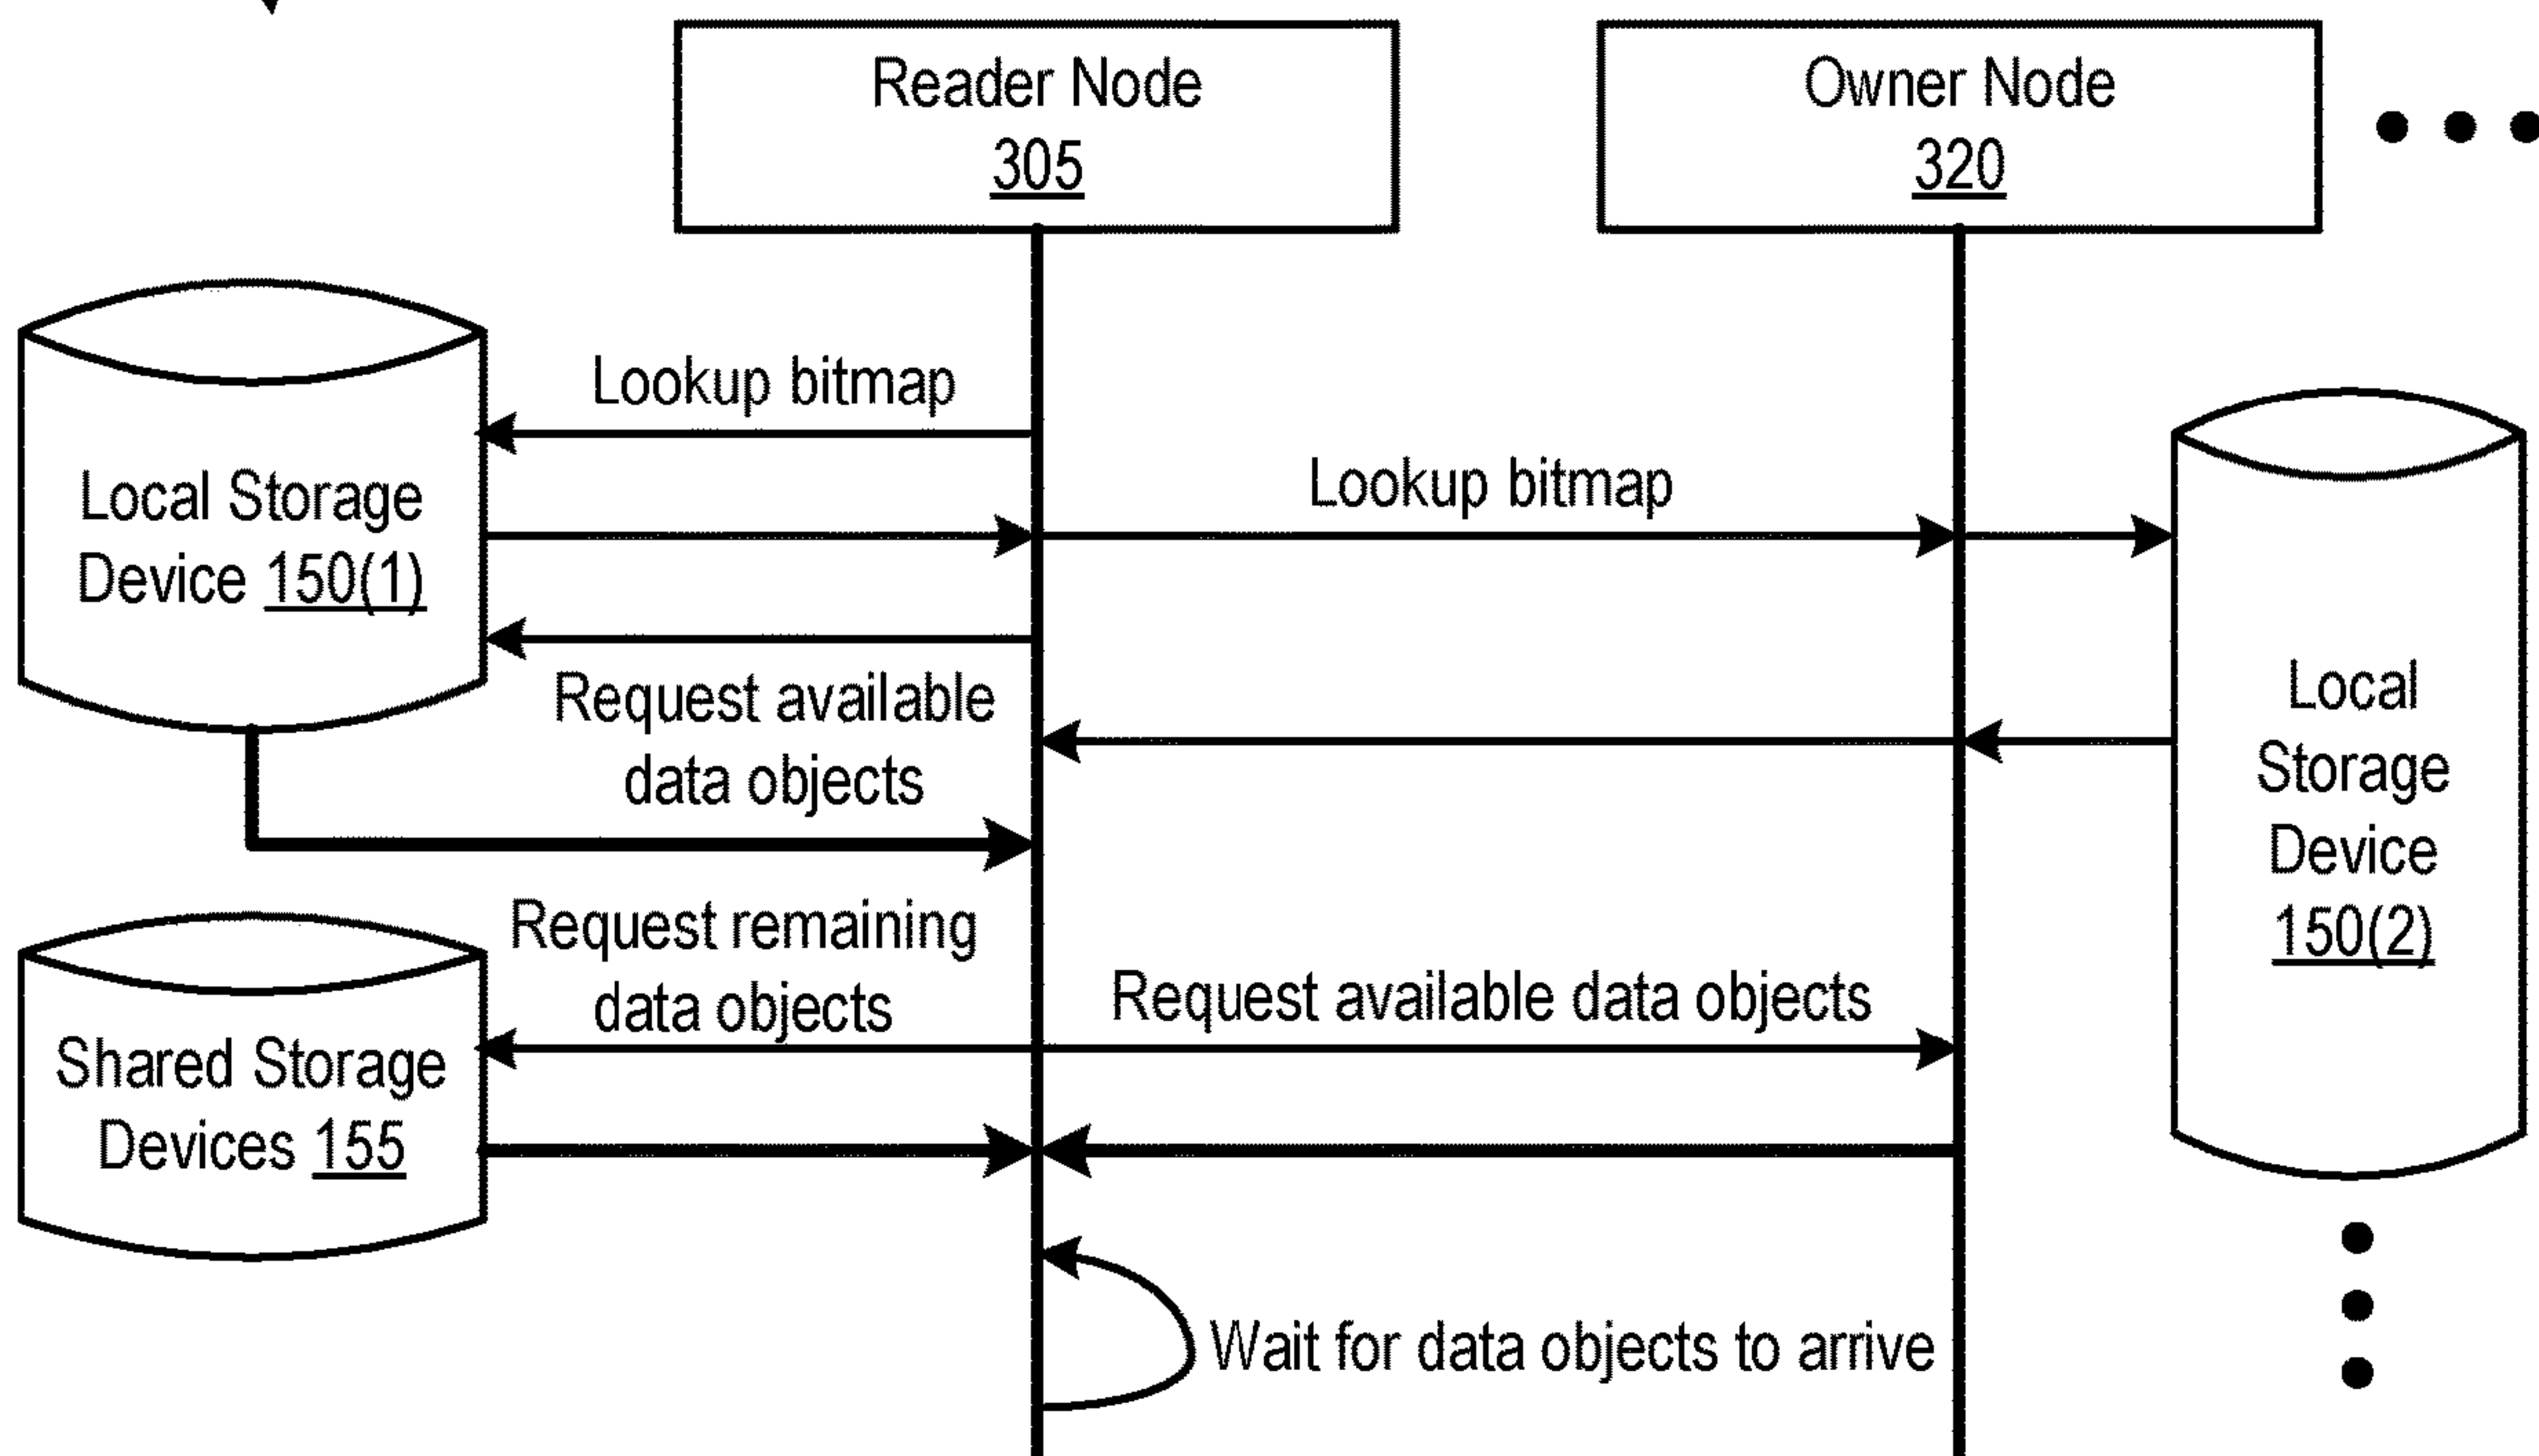 Reader Node
305
Owner Node
320
Lookup bitmap
Lookup bitmap
Local Storage
Device 150(1)
Request available
data objects
Local
Storage
Device
150(2)
Request remaining
data objects
Request available data objects
Shared Storage
Devices 155
Wait for data objects to arrive